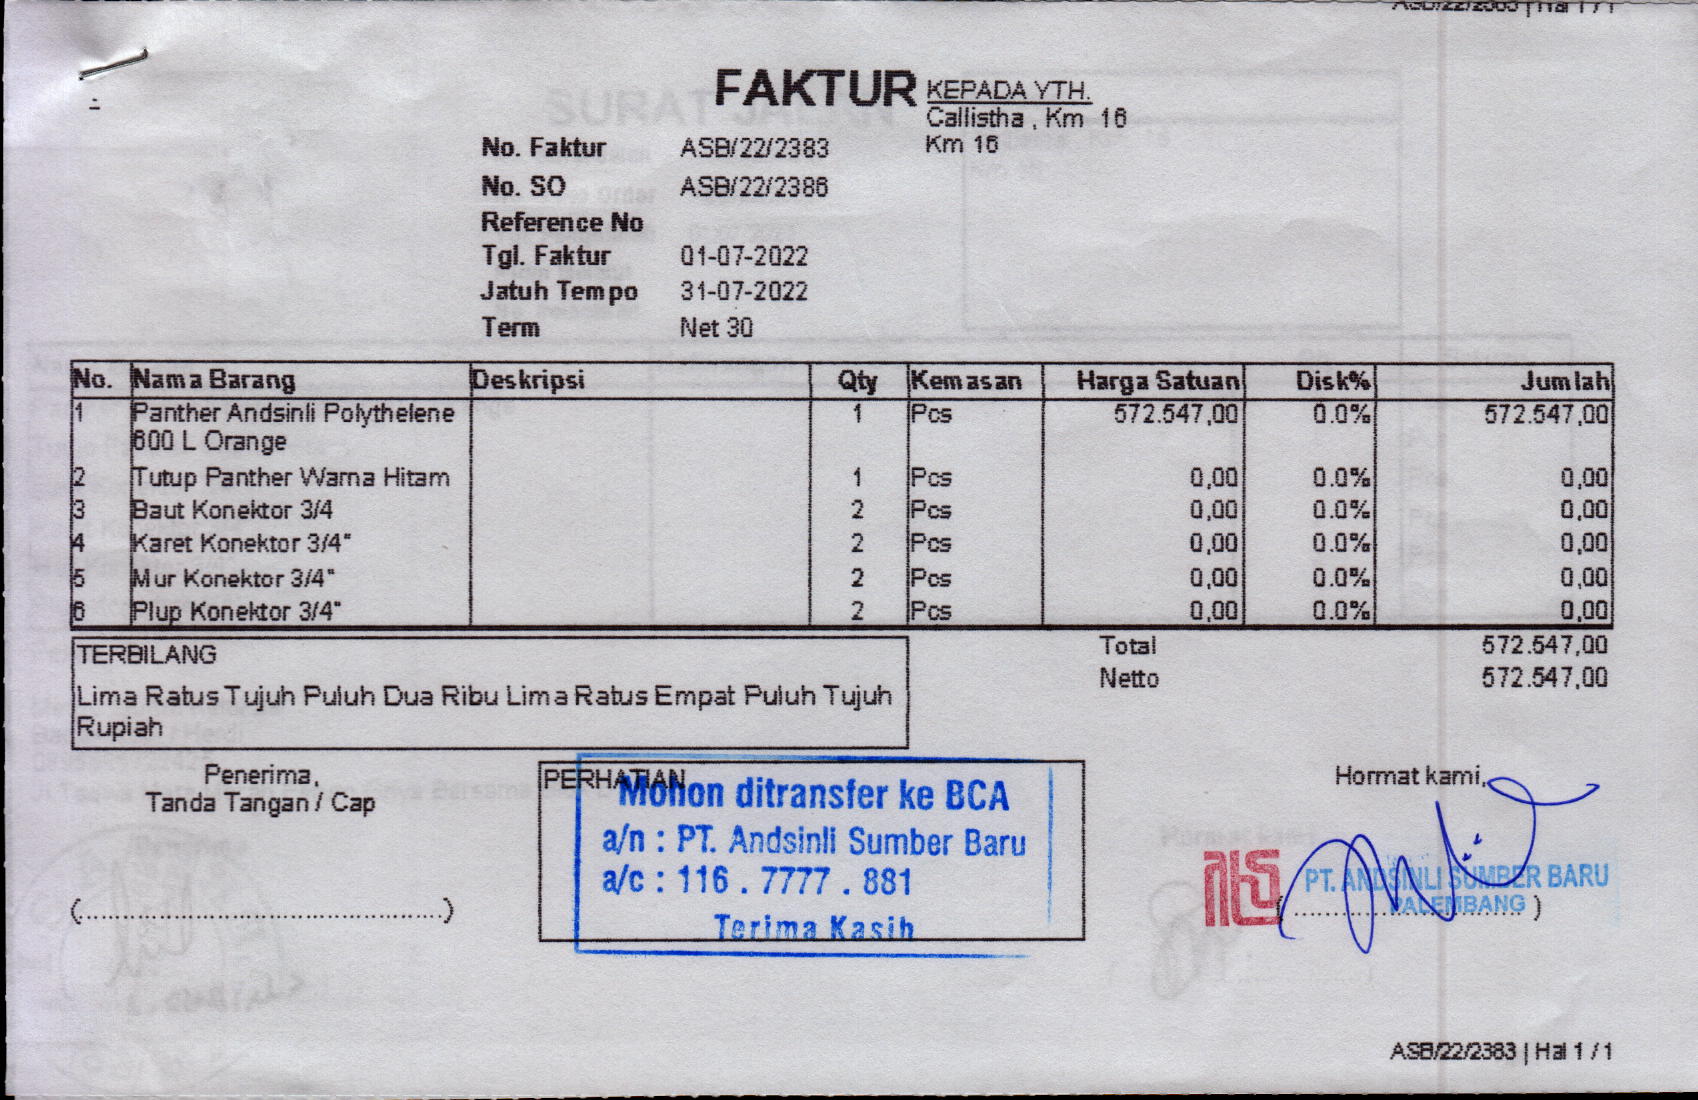 FAKTUR
KEPADA YTH.
Callistha , Km 16
Km 16
No. Faktur ASB/22/2383
No. SO ASB/22/2386
Reference No
Tgl. Faktur 01-07-2022
Jatuh Tempo 31-07-2022
Term Net 30
No. Nama Barang Deskripsi Qty Kemasan Harga Satuan Disk% Jumlah
1 Panther Andsinli Polythelene 1 Pcs 572.547,00 0.0% 572.547,00
600 L Orange
2 Tutup Panther Warna Hitam 1 Pcs 0,00 0.0% 0,00
3 Baut Konektor 3/4 2 Pcs 0,00 0.0% 0,00
4 Karet Konektor 3/4" 2 Pcs 0,00 0.0% 0,00
5 Mur Konektor 3/4" 2 Pcs 0,00 0.0% 0,00
6 Plup Konektor 3/4" 2 Pcs 0,00 0.0% 0,00
Total 572.547,00
Netto 572.547,00
TERBILANG
Lima Ratus Tujuh Puluh Dua Ribu Lima Ratus Empat Puluh Tujuh
Rupiah
Penerima,
Tanda Tangan / Cap
(..........................................)
PERHATIAN
Mohon ditransfer ke BCA
a/n : PT. Andsinli Sumber Baru
a/c : 116 . 7777 . 881
Terima Kasih
Hormat kami,
PT. ANDSINLI SUMBER BARU
PALEMBANG
ASB/22/2383 | Hal 1 / 1